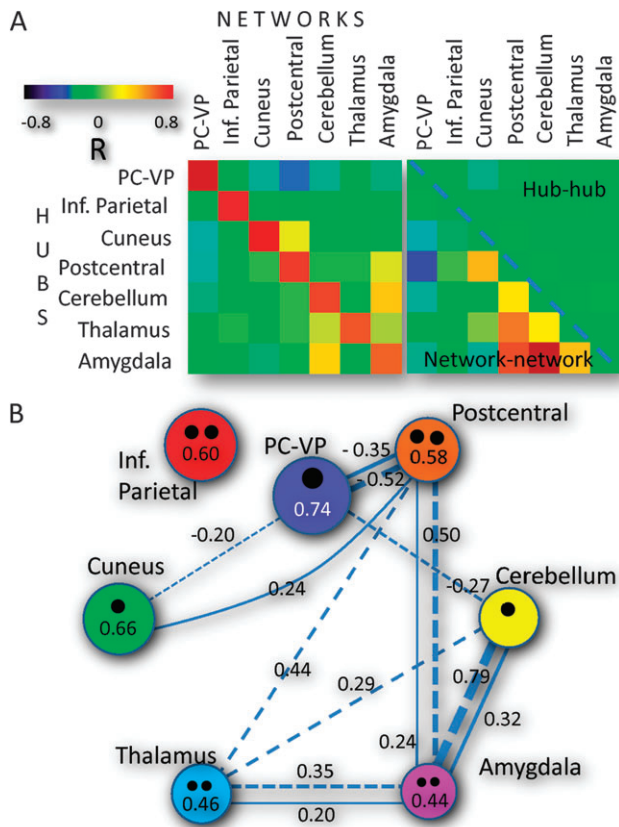 A
NETWORKS
PC-VP
Inf. Parietal
Cuneus
Postcentral
Cerebellum
Thalamus
Amygdala
PC-VP
Inf Parietal
Cuneus
Postcentral
Cerebellum
Thalamus
Amygdala
-0.8 0 0.8
R
HUBS
PC-VP
Inf. Parietal
Cuneus
Postcentral
Cerebellum
Thalamus
Amygdala
Hub-hub
Network-network
B
Postcentral
0.58
Inf.
Parietal
0.60
PC-VP
0.74
-0.35
-0.52
-0.20
0.50
Cuneus
0.66
0.24
-0.27
Cerebellum
0.44
0.29
0.79
0.32
0.24
Thalamus
0.46
0.35
0.20
Amygdala
0.44